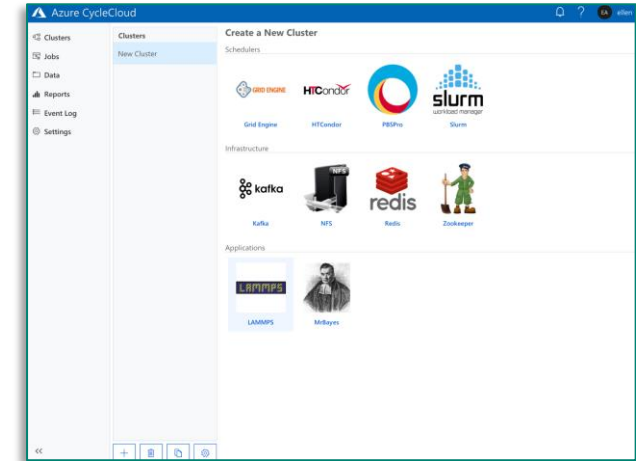 Azure CycleCloud
? EA ellen
Clusters
Jobs
Data
Reports
Event Log
Settings
Clusters
New Cluster
Create a New Cluster
Schedulers
GRID ENGINE
HTCondor
slurm
workload manager
Grid Engine
HTCondor
PBSPro
Slurm
Infrastructure
kafka
NFS
redis
Kafka
NFS
Redis
Zookeeper
Applications
LAMMPS
LAMMPS
MrBayes
<<
+